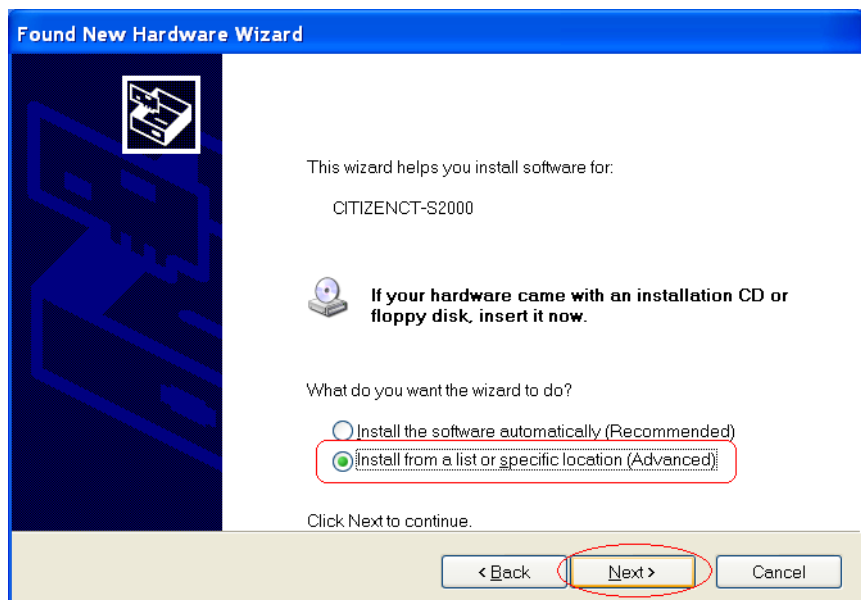 Found New Hardware Wizard
This wizard helps you install software for:
CITIZENCT-S2000
If your hardware came with an installation CD or
floppy disk, insert it now.
What do you want the wizard to do?
Install the software automatically (Recommended)
Install from a list or specific location (Advanced)
Click Next to continue.
< Back Next > Cancel